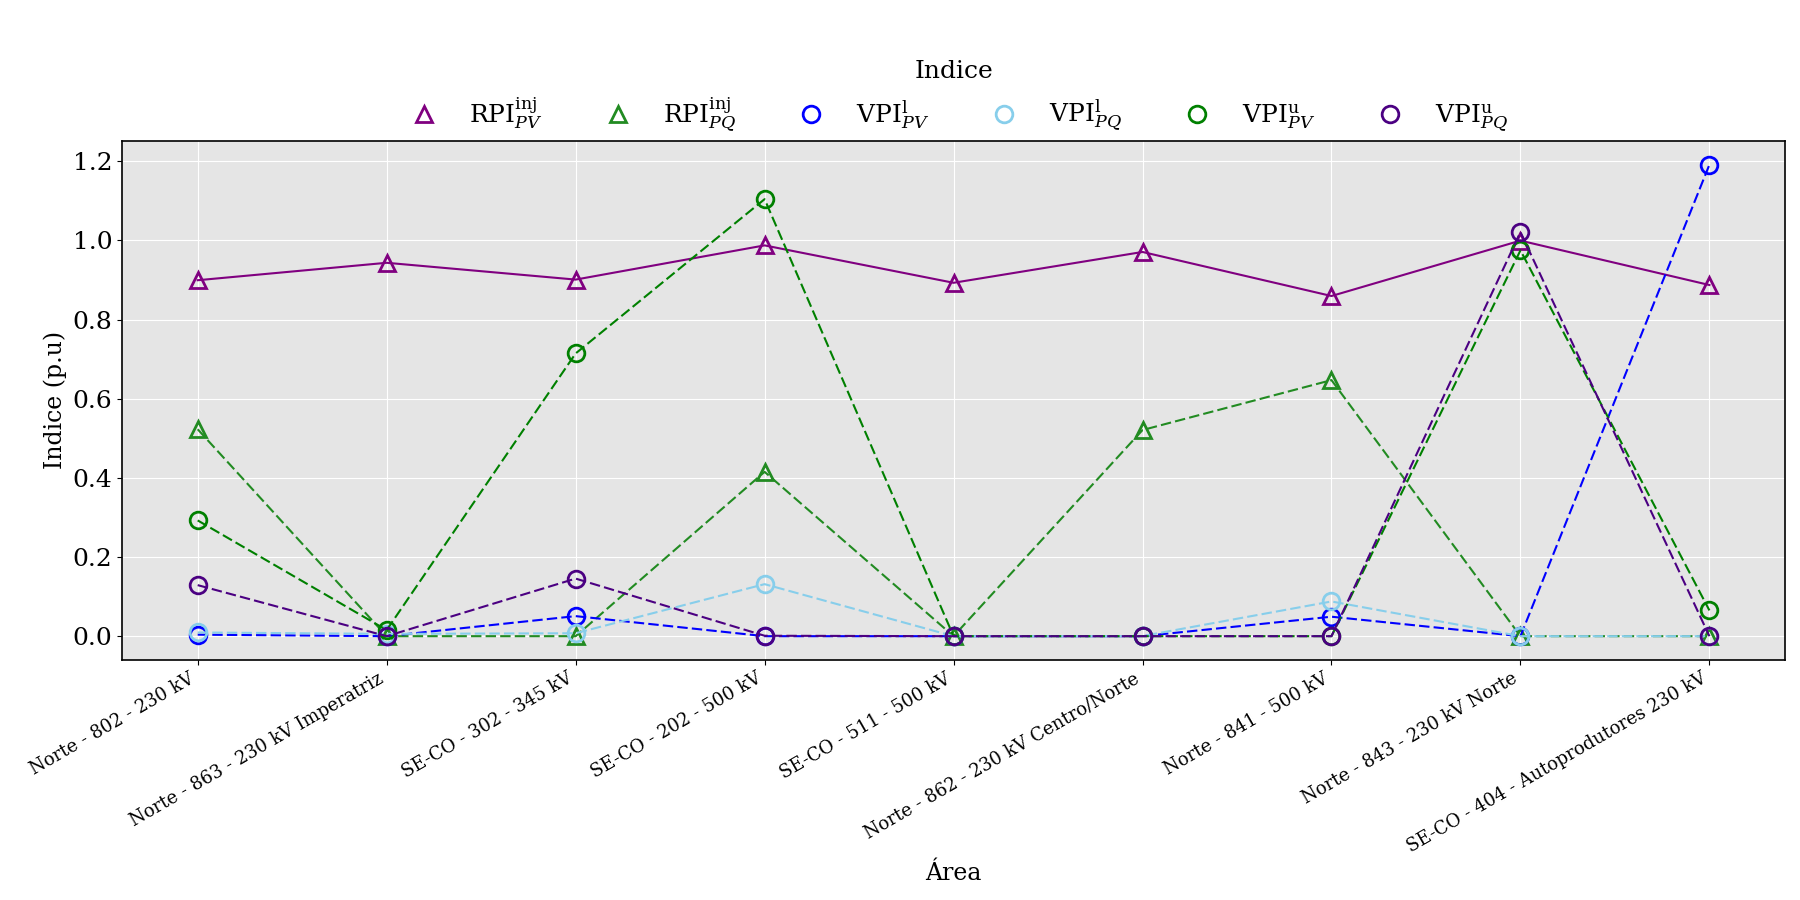 Indice
RPI^inj_PV RPI^inj_PQ VPI^l_PV VPI^l_PQ VPI^u_PV VPI^u_PQ
Indice (p.u)
1.2
1.0
0.8
0.6
0.4
0.2
0.0
Norte - 802 - 230 kV
Norte - 863 - 230 kV Imperatriz
SE-CO - 302 - 345 kV
SE-CO - 202 - 500 kV
SE-CO - 511 - 500 kV
Norte - 862 - 230 kV Centro/Norte
Norte - 841 - 500 kV
Norte - 843 - 230 kV Norte
SE-CO - 404 - Autoprodutores 230 kV
Área